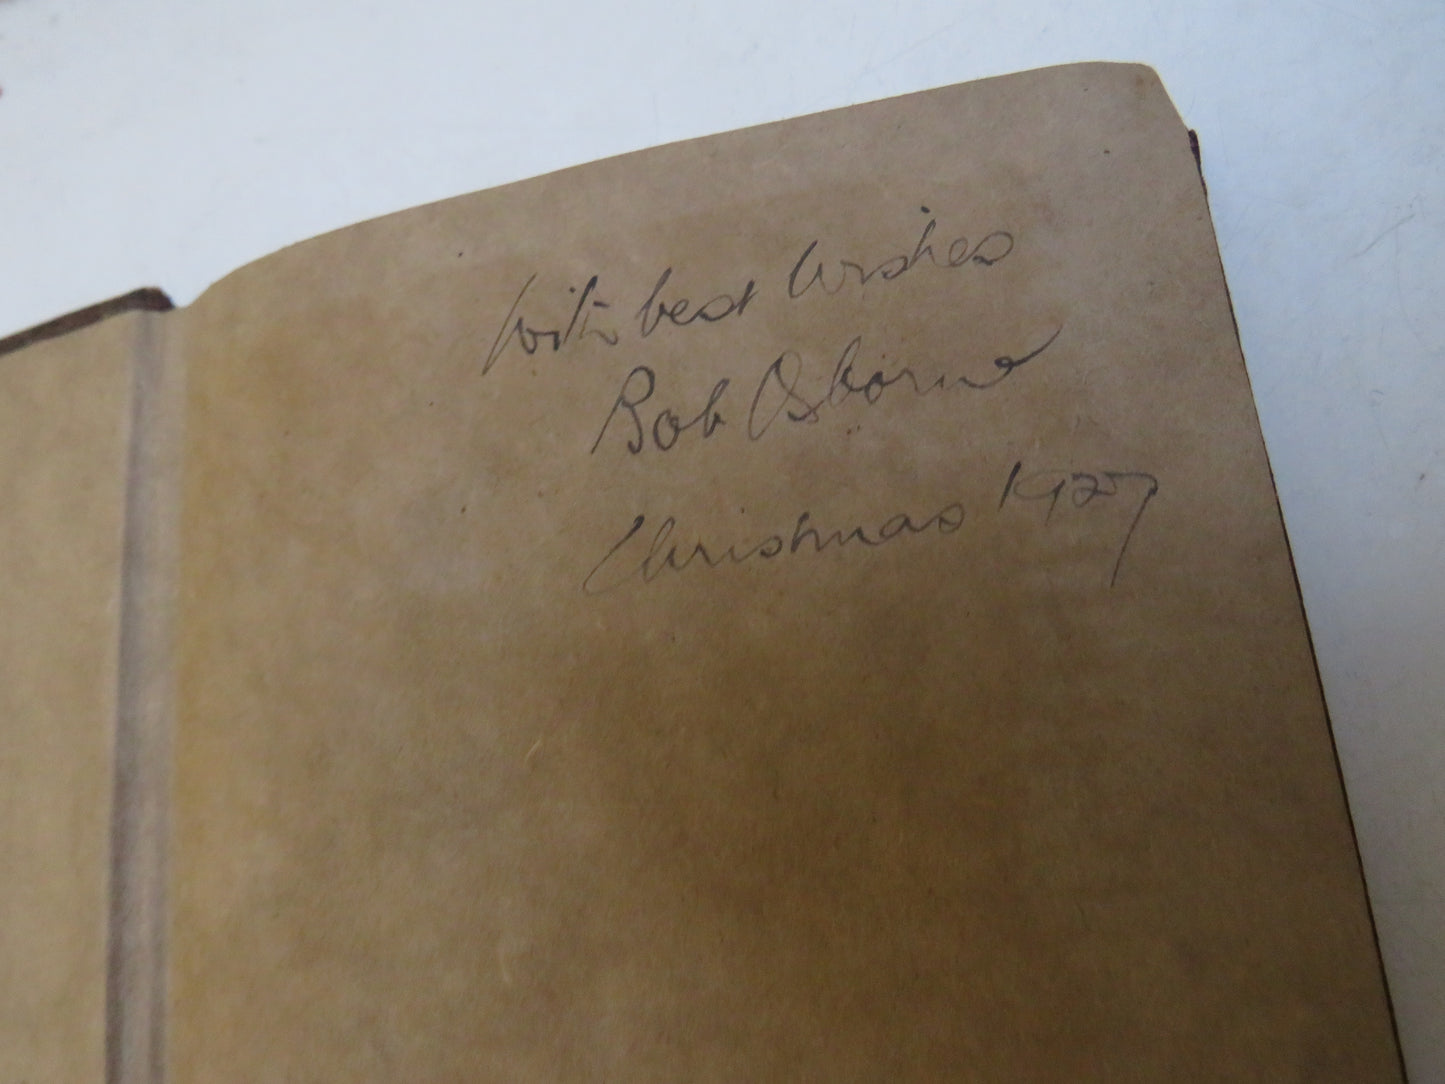 With best wishes
Bob Osborne
Christmas 1927